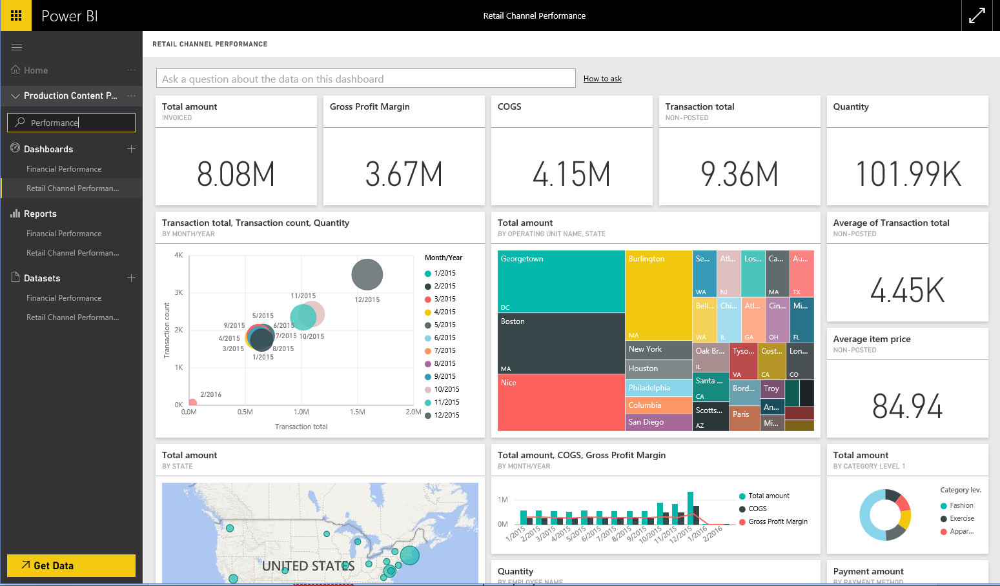 Power BI
Retail Channel Performance
RETAIL CHANNEL PERFORMANCE
Home
Production Content P...
Performance
Dashboards
Financial Performance
Retail Channel Performan...
Reports
Financial Performance
Retail Channel Performan...
Datasets
Financial Performance
Retail Channel Performan...
Get Data
Ask a question about the data on this dashboard
How to ask
Total amount
INVOICED
8.08M
Gross Profit Margin
3.67M
COGS
4.15M
Transaction total
NON-POSTED
9.36M
Quantity
101.99K
Transaction total, Transaction count, Quantity
BY MONTH/YEAR
Transaction count
4K
3K
2K
1K
0K
0.0M 0.5M 1.0M 1.5M 2.0M
Transaction total
12/2015
11/2015
10/2015
5/2015
9/2015
6/2015
4/2015
7/2015
3/2015
8/2015
1/2015
2/2016
Month/Year
1/2015
2/2015
3/2015
4/2015
5/2015
6/2015
7/2015
8/2015
9/2015
10/2015
11/2015
12/2015
Total amount
BY OPERATING UNIT NAME, STATE
Georgetown
DC
Boston
MA
Nice
Burlington
MA
New York
Houston
Philadelphia
Columbia
San Diego
Se...
WA
Atl...
NJ
Los...
Ca...
MA
Au...
TX
Bell...
WA
Chi...
IL
Atl...
GA
Cin...
OH
Mi...
FL
Oak Br...
IL
Santa ...
CA
Scotts...
AZ
Tyso...
VA
Cost...
CA
Lon...
CO
Bord...
Paris
Troy
An...
Mi...
Average of Transaction total
NON-POSTED
4.45K
Average item price
NON-POSTED
84.94
Total amount
BY STATE
UNITED STATES
Total amount, COGS, Gross Profit Margin
BY MONTH/YEAR
1M
0M
1/2015
2/2015
3/2015
4/2015
5/2015
6/2015
7/2015
8/2015
9/2015
10/2015
11/2015
12/2015
1/2016
2/2016
Total amount
COGS
Gross Profit Margin
Total amount
BY CATEGORY LEVEL 1
Category lev.
Fashion
Exercise
Appar...
Quantity
BY EMPLOYEE NAME
Payment amount
BY PAYMENT METHOD